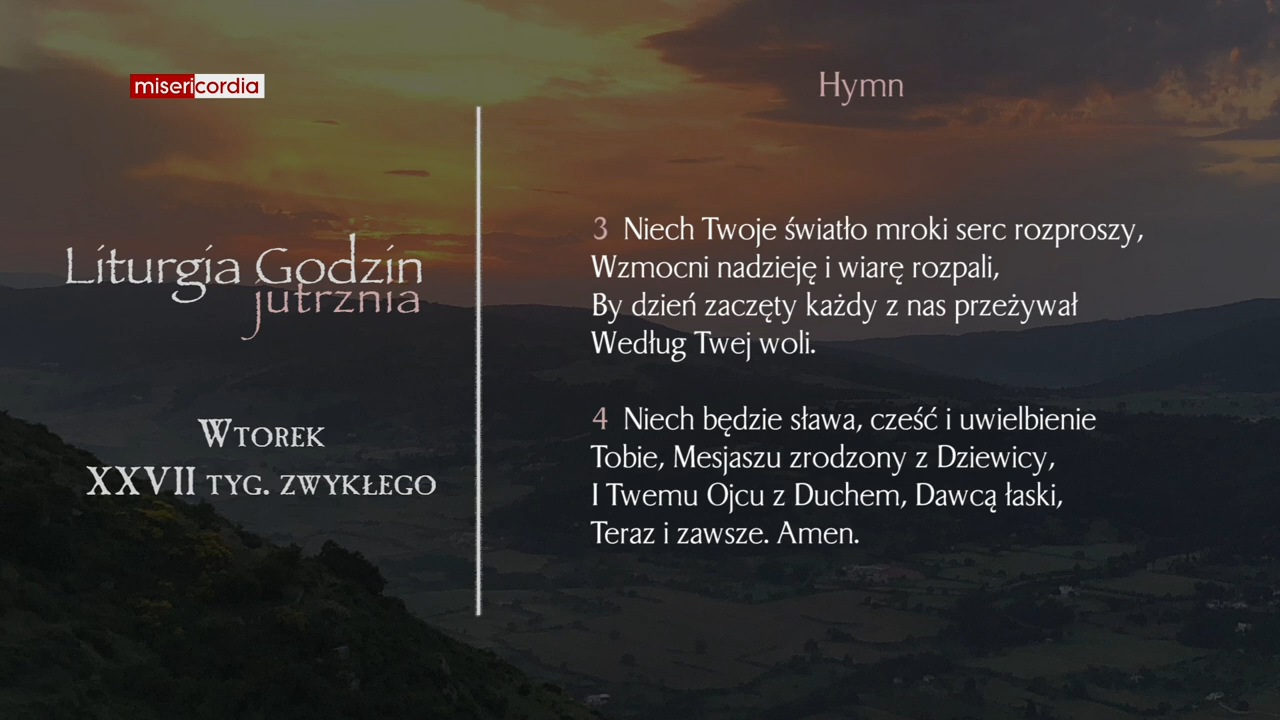 misericordia
Liturgia Godzin
jutrznia
Wtorek
XXVII tyg. zwykłego
Hymn
3 Niech Twoje światło mroki serc rozproszy,
Wzmocni nadzieję i wiarę rozpali,
By dzień zaczęty każdy z nas przeżywał
Według Twej woli.
4 Niech będzie sława, cześć i uwielbienie
Tobie, Mesjaszu zrodzony z Dziewicy,
I Twemu Ojcu z Duchem, Dawcą łaski,
Teraz i zawsze. Amen.